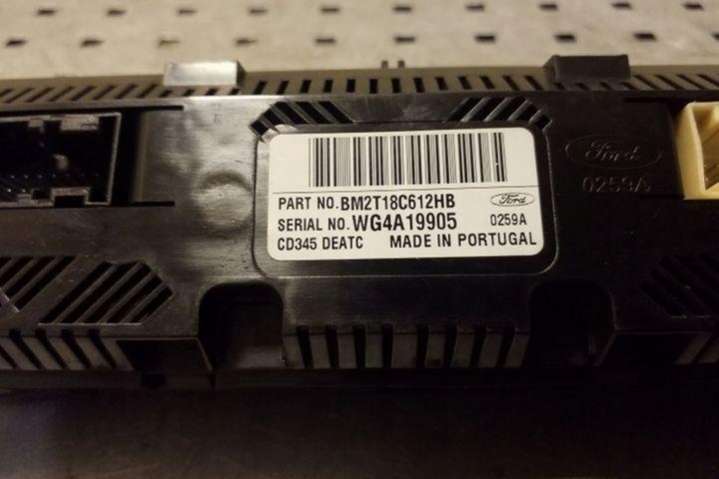 PART NO. BM2T18C612HB
Ford
SERIAL NO. WG4A19905
0259A
CD345 DEATC
MADE IN PORTUGAL
Ford
0259A